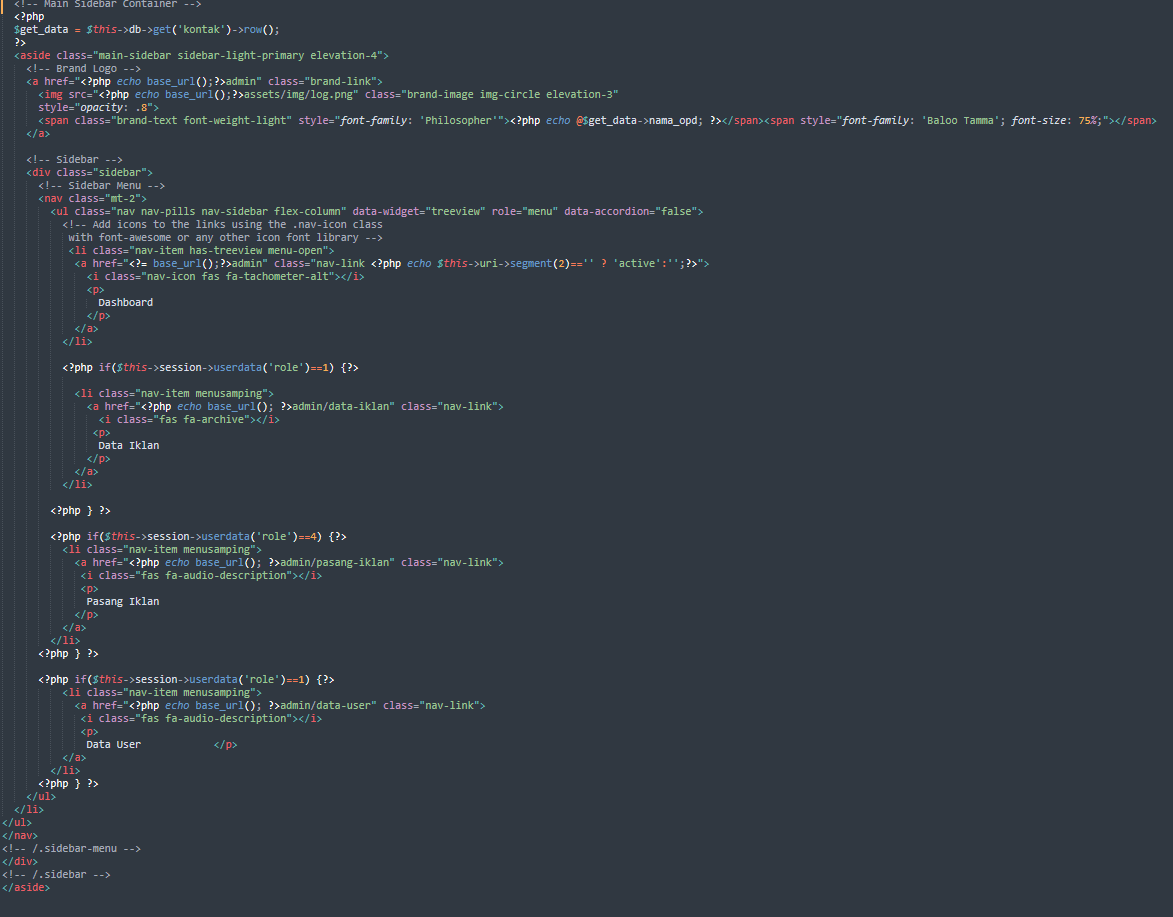 <!-- Main Sidebar Container -->
<?php
$get_data = $this->db->get('kontak')->row();
?>
<aside class="main-sidebar sidebar-light-primary elevation-4">
<!-- Brand Logo -->
<a href="<?php echo base_url();?>admin" class="brand-link">
<img src="<?php echo base_url();?>assets/img/log.png" class="brand-image img-circle elevation-3"
style="opacity: .8">
<span class="brand-text font-weight-light" style="font-family: 'Philosopher'"><?php echo @$get_data->nama_opd; ?></span><span style="font-family: 'Baloo Tamma'; font-size: 75%;"></span>
</a>
<!-- Sidebar -->
<div class="sidebar">
<!-- Sidebar Menu -->
<nav class="mt-2">
<ul class="nav nav-pills nav-sidebar flex-column" data-widget="treeview" role="menu" data-accordion="false">
<!-- Add icons to the links using the .nav-icon class
with font-awesome or any other icon font library -->
<li class="nav-item has-treeview menu-open">
<a href="<?= base_url();?>admin" class="nav-link <?php echo $this->uri->segment(2)=='' ? 'active':'';?>">
<i class="nav-icon fas fa-tachometer-alt"></i>
<p>
Dashboard
</p>
</a>
</li>
<?php if($this->session->userdata('role')==1) {?>
<li class="nav-item menusamping">
<a href="<?php echo base_url(); ?>admin/data-iklan" class="nav-link">
<i class="fas fa-archive"></i>
<p>
Data Iklan
</p>
</a>
</li>
<?php } ?>
<?php if($this->session->userdata('role')==4) {?>
<li class="nav-item menusamping">
<a href="<?php echo base_url(); ?>admin/pasang-iklan" class="nav-link">
<i class="fas fa-audio-description"></i>
<p>
Pasang Iklan
</p>
</a>
</li>
<?php } ?>
<?php if($this->session->userdata('role')==1) {?>
<li class="nav-item menusamping">
<a href="<?php echo base_url(); ?>admin/data-user" class="nav-link">
<i class="fas fa-audio-description"></i>
<p>
Data User </p>
</a>
</li>
<?php } ?>
</ul>
</li>
</ul>
</nav>
<!-- /.sidebar-menu -->
</div>
<!-- /.sidebar -->
</aside>